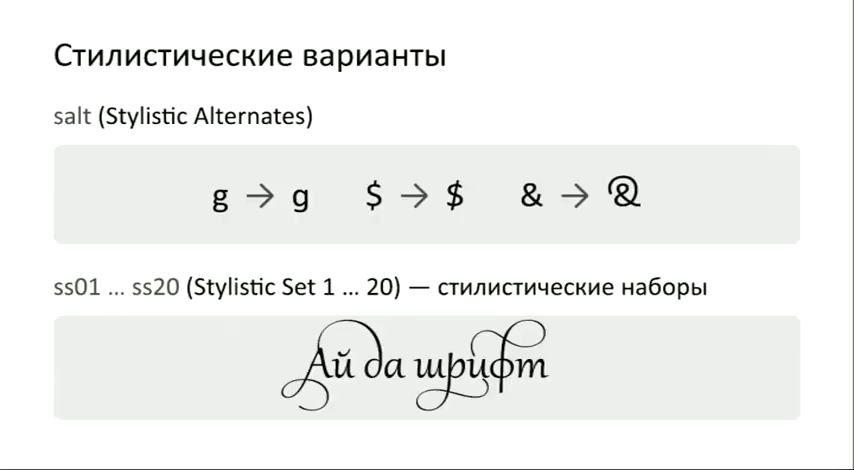 Стилистические варианты
salt (Stylistic Alternates)
g → g $ → $ & → &
ss01 ... ss20 (Stylistic Set 1 ... 20) — стилистические наборы
Ай да шрифт